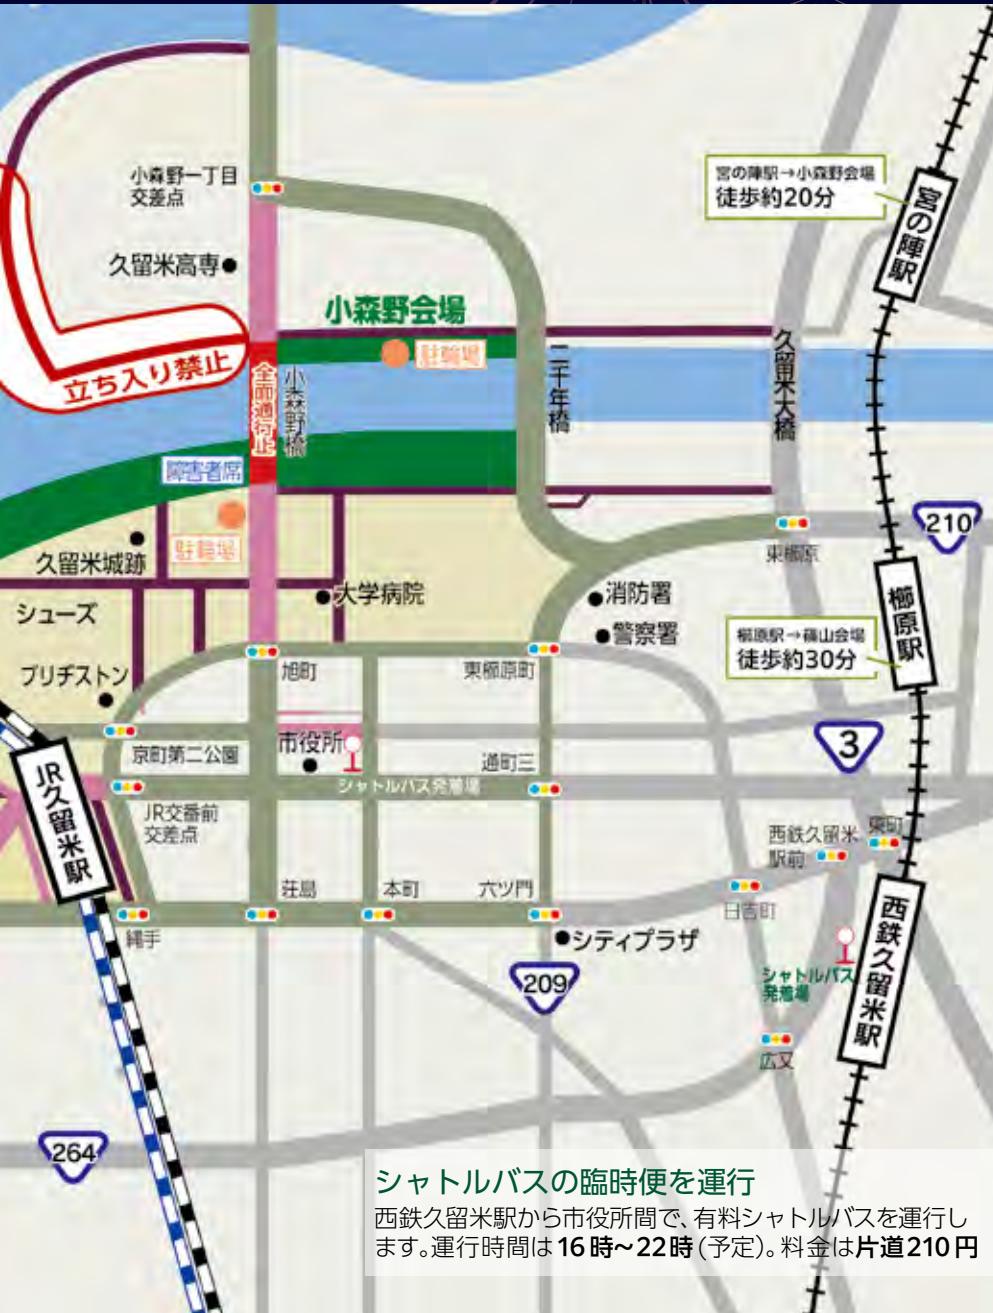 小森野一丁目
交差点
久留米高専
宮の陣駅→小森野会場
徒歩約20分
宮の陣駅
小森野会場
駐輪場
立ち入り禁止
全面通行止
小森野橋
二千年橋
久留米大橋
障害者席
駐輪場
久留米城跡
210
東櫛原
シューズ
大学病院
消防署
警察署
櫛原駅→篠山会場
徒歩約30分
櫛原駅
ブリヂストン
旭町
東櫛原町
京町第二公園
市役所
通町三
シャトルバス発着場
3
JR久留米駅
JR交番前
交差点
西鉄久留米
駅前
東町
荘島
本町
六ツ門
日吉町
縄手
シティプラザ
西鉄久留米駅
209
シャトルバス
発着場
広又
264
シャトルバスの臨時便を運行
西鉄久留米駅から市役所間で、有料シャトルバスを運行し
ます。運行時間は16時～22時(予定)。料金は片道210円